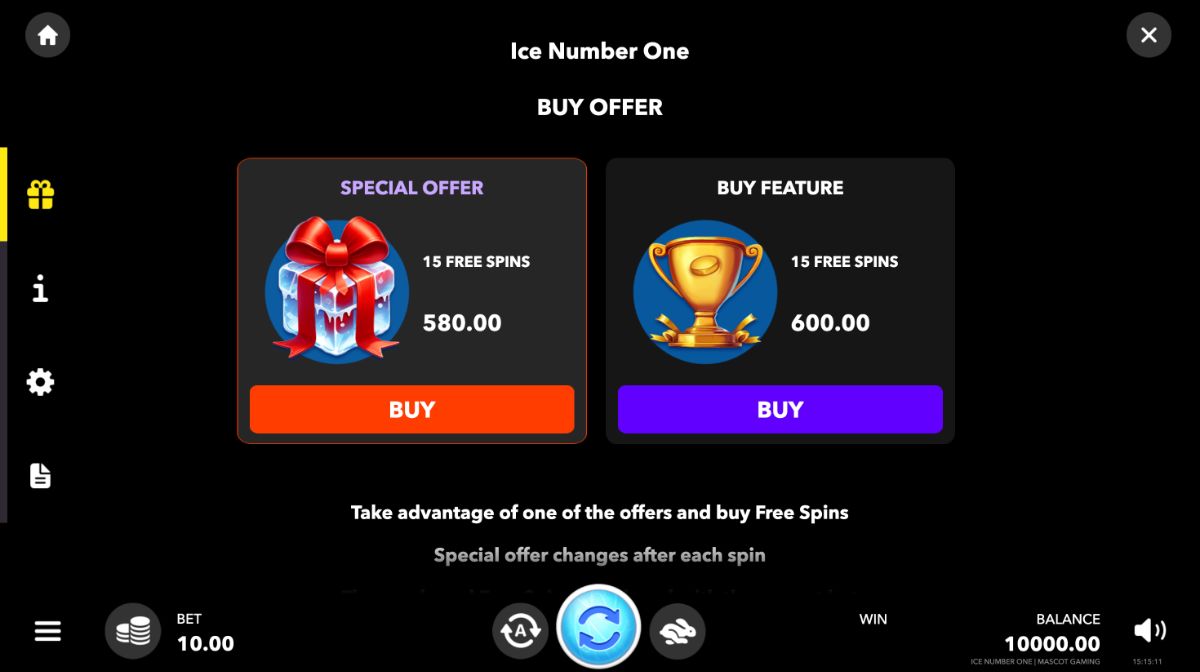 Ice Number One
BUY OFFER
SPECIAL OFFER
15 FREE SPINS
580.00
BUY
BUY FEATURE
15 FREE SPINS
600.00
BUY
Take advantage of one of the offers and buy Free Spins
Special offer changes after each spin
BET
10.00
A
WIN
BALANCE
10000.00
ICE NUMBER ONE | MASCOT GAMING
15:15:11